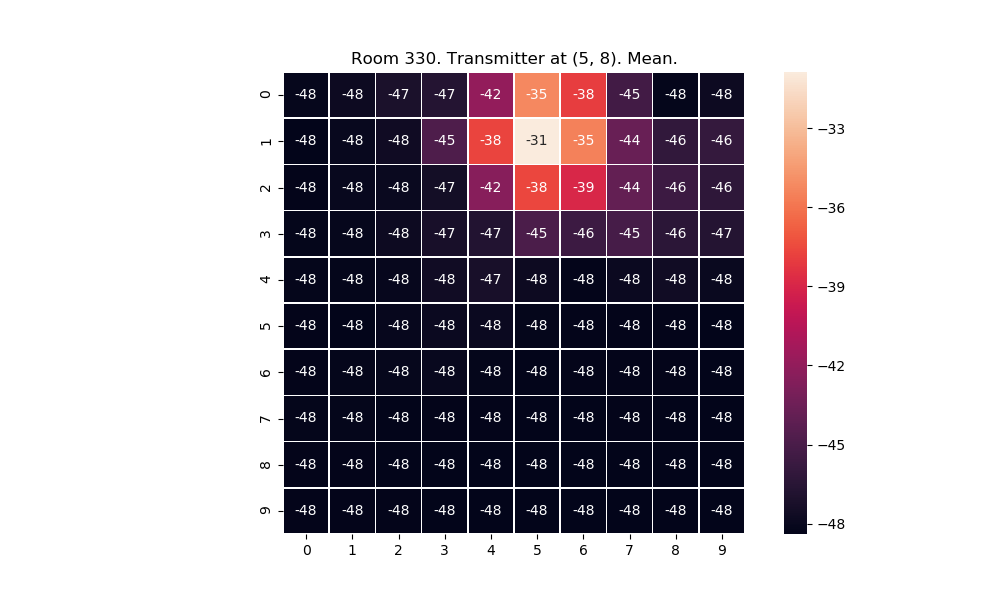 Room 330. Transmitter at (5, 8). Mean.
0 -48 -48 -47 -47 -42 -35 -38 -45 -48 -48
1 -48 -48 -48 -45 -38 -31 -35 -44 -46 -46
2 -48 -48 -48 -47 -42 -38 -39 -44 -46 -46
3 -48 -48 -48 -47 -47 -45 -46 -45 -46 -47
4 -48 -48 -48 -48 -47 -48 -48 -48 -48 -48
5 -48 -48 -48 -48 -48 -48 -48 -48 -48 -48
6 -48 -48 -48 -48 -48 -48 -48 -48 -48 -48
7 -48 -48 -48 -48 -48 -48 -48 -48 -48 -48
8 -48 -48 -48 -48 -48 -48 -48 -48 -48 -48
9 -48 -48 -48 -48 -48 -48 -48 -48 -48 -48
0 1 2 3 4 5 6 7 8 9
−33
−36
−39
−42
−45
−48